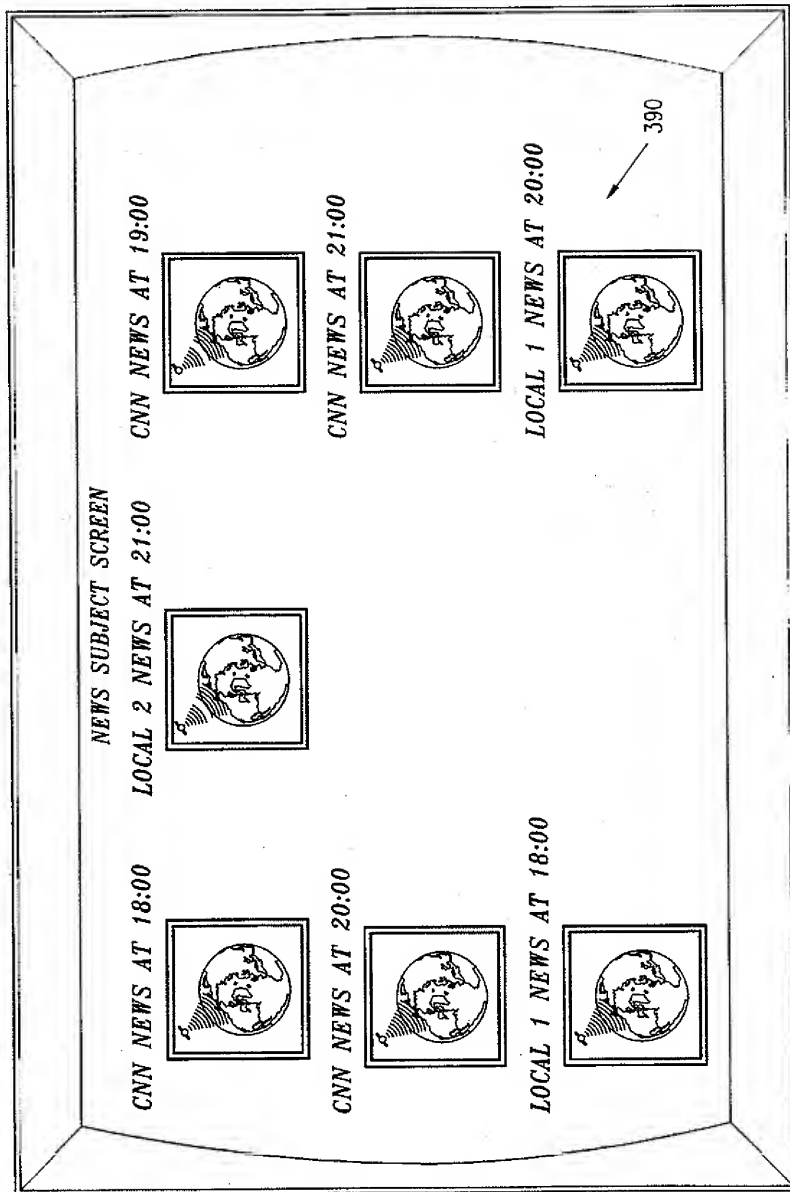 NEWS SUBJECT SCREEN
CNN NEWS AT 18:00
LOCAL 2 NEWS AT 21:00
CNN NEWS AT 19:00
CNN NEWS AT 20:00
CNN NEWS AT 21:00
LOCAL 1 NEWS AT 18:00
LOCAL 1 NEWS AT 20:00
390